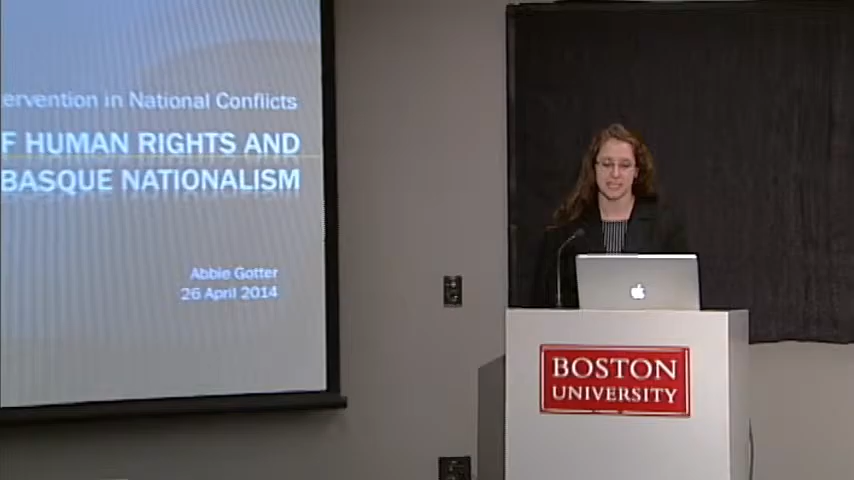 ervention in National Conflicts
F HUMAN RIGHTS AND
BASQUE NATIONALISM
Abbie Gotter
26 April 2014
BOSTON
UNIVERSITY